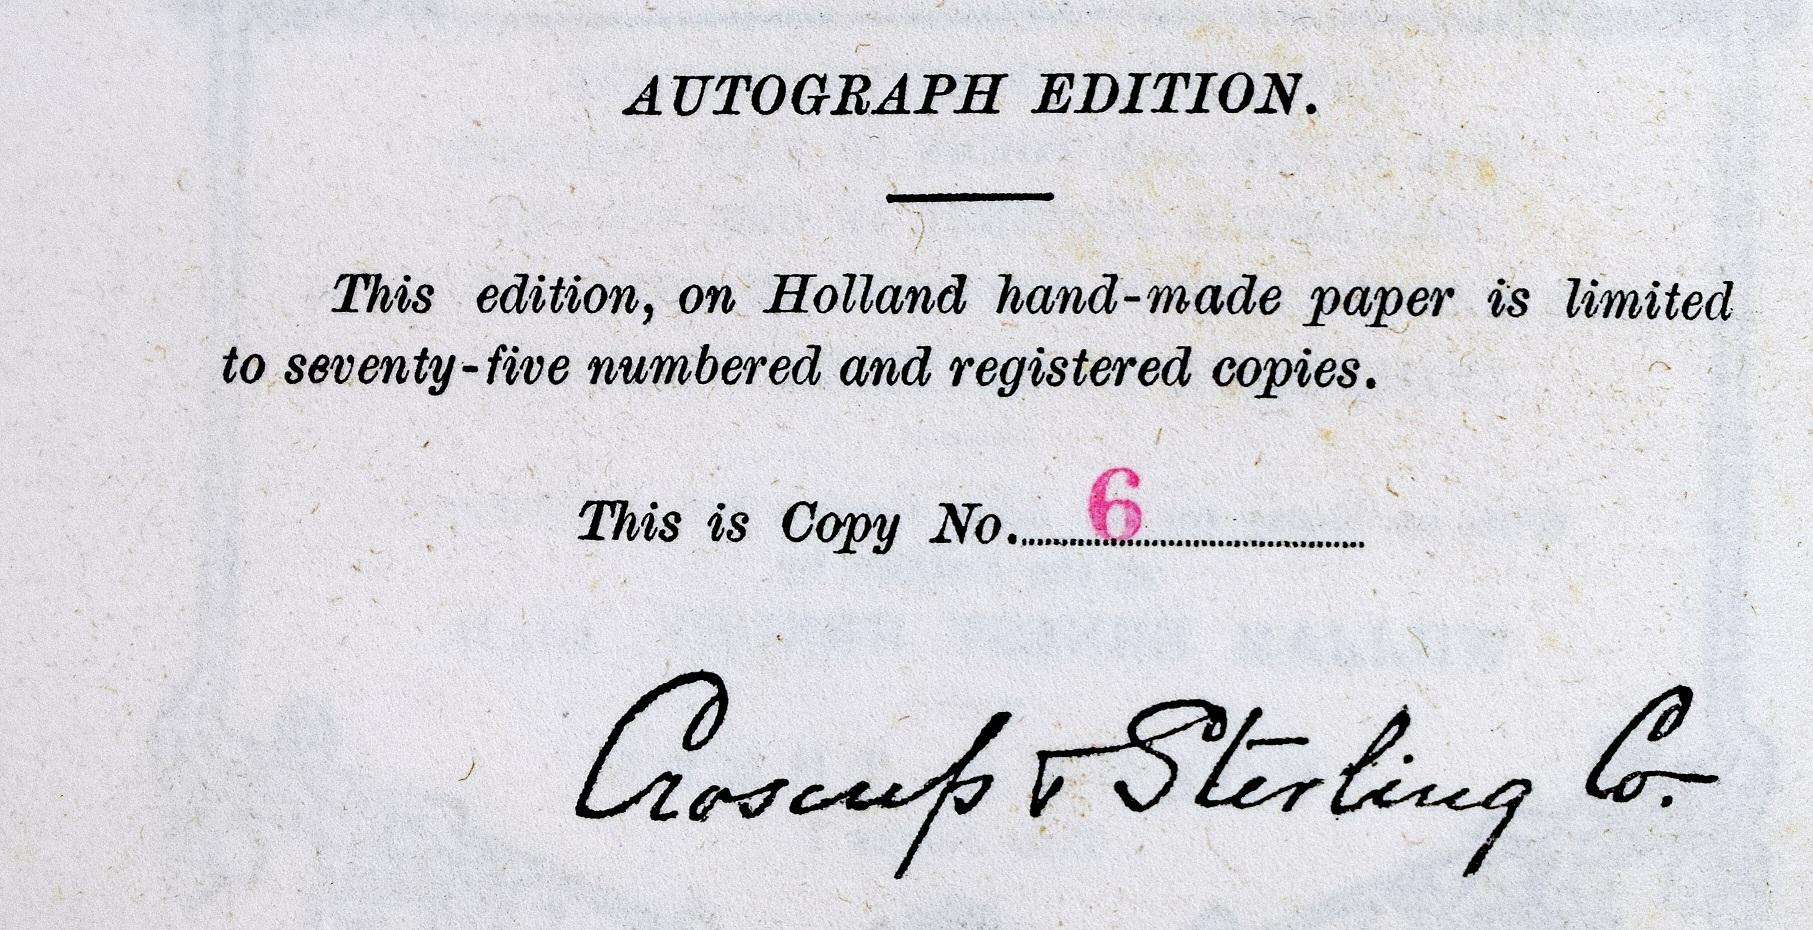 AUTOGRAPH EDITION.
This edition, on Holland hand-made paper is limited
to seventy-five numbered and registered copies.
This is Copy No. 6
Croscup & Sterling Co.